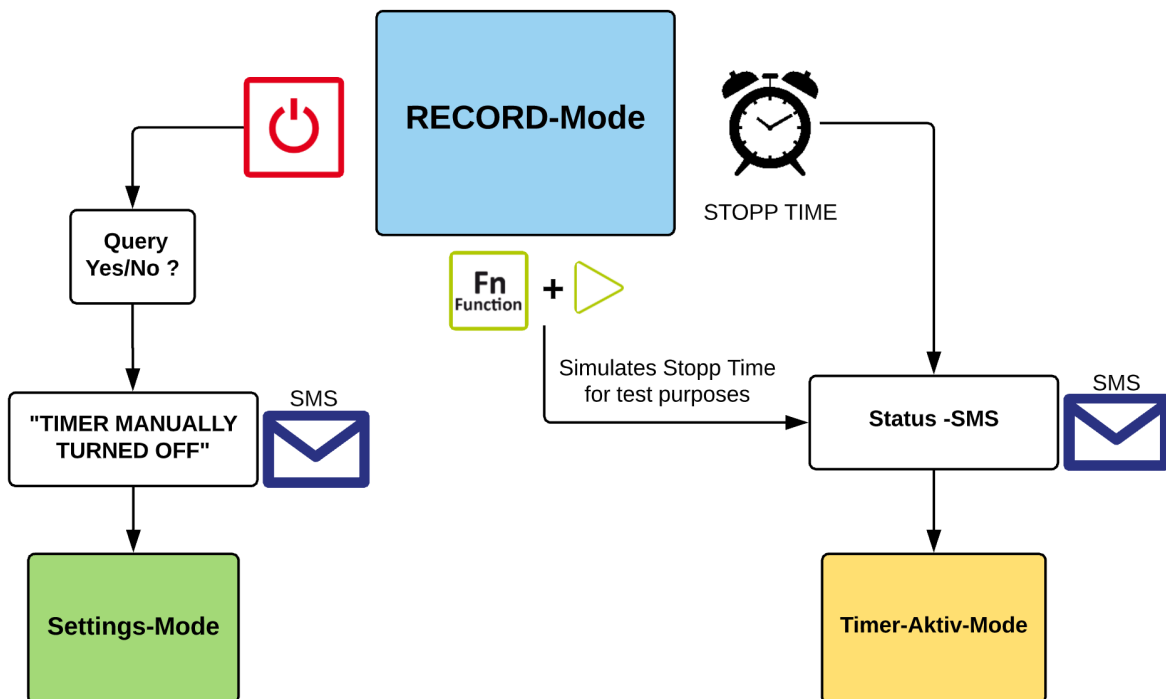 RECORD-Mode
STOPP TIME
Query
Yes/No ?
Fn
Function
+
Simulates Stopp Time
for test purposes
SMS
"TIMER MANUALLY
TURNED OFF"
SMS
Status -SMS
Settings-Mode
Timer-Aktiv-Mode